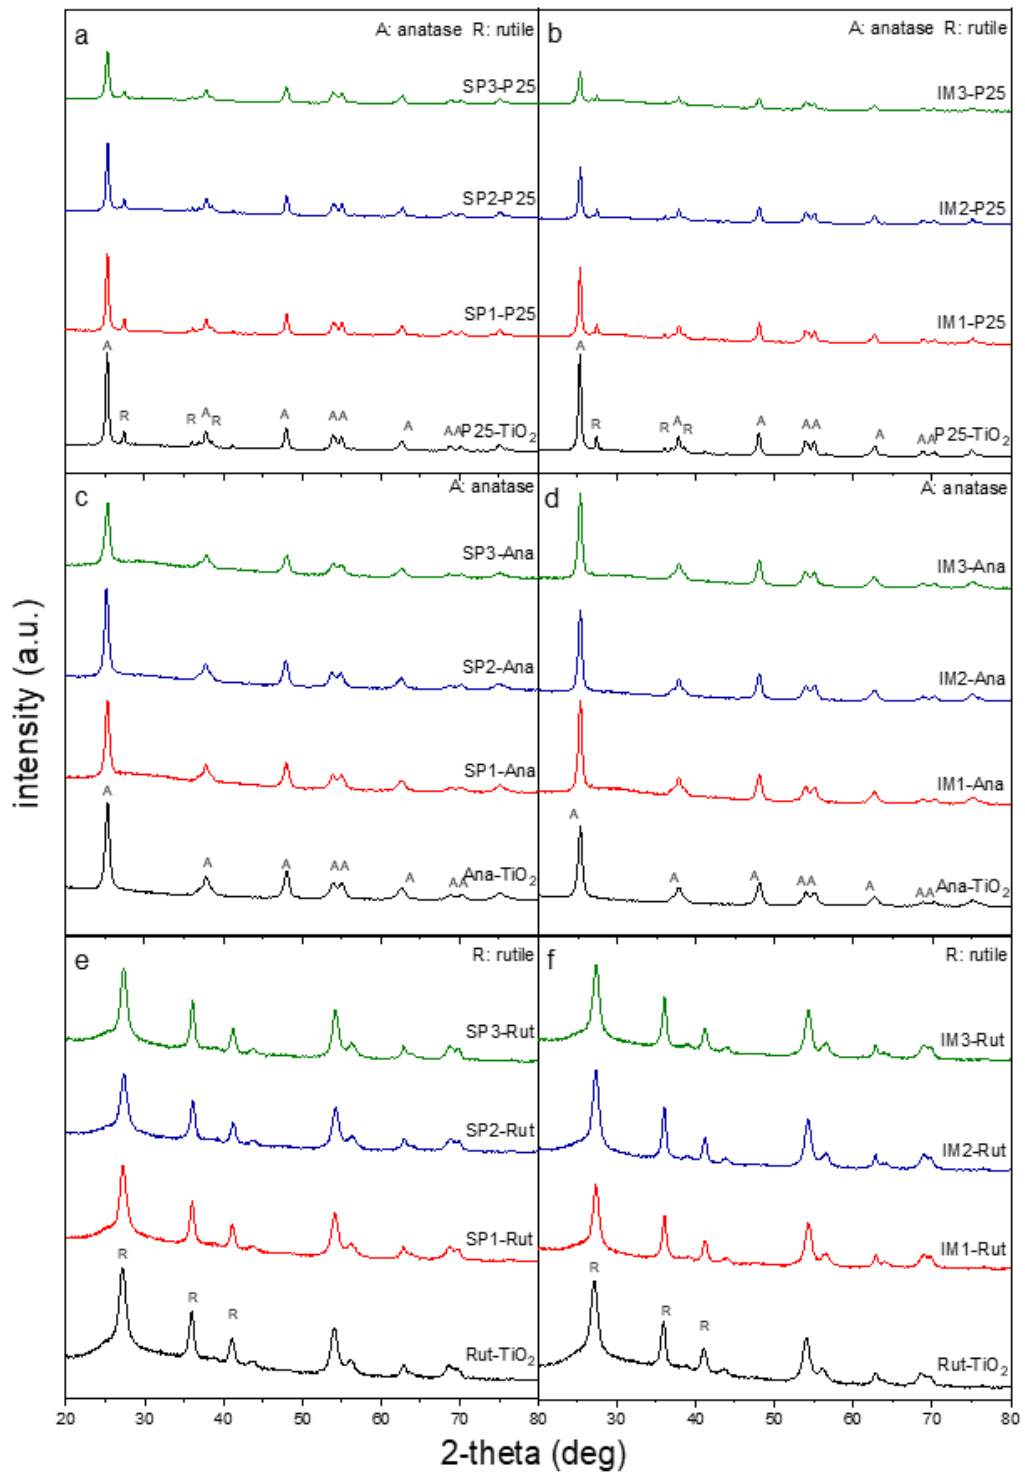 a
A: anatase R: rutile
SP3-P25
SP2-P25
SP1-P25
A
R
R
A
R
A
A A
A
A A
P25-TiO2
b
A: anatase R: rutile
IM3-P25
IM2-P25
IM1-P25
A
R
R
A
R
A
A A
A
A A
P25-TiO2
c
A: anatase
SP3-Ana
SP2-Ana
SP1-Ana
A
A
A
A A
A
A A
Ana-TiO2
d
A: anatase
IM3-Ana
IM2-Ana
IM1-Ana
A
A
A
A A
A
A A
Ana-TiO2
e
R: rutile
SP3-Rut
SP2-Rut
SP1-Rut
R
R
R
Rut-TiO2
f
R: rutile
IM3-Rut
IM2-Rut
IM1-Rut
R
R
R
Rut-TiO2
20 30 40 50 60 70 80 30 40 50 60 70 80
2-theta (deg)
intensity (a.u.)